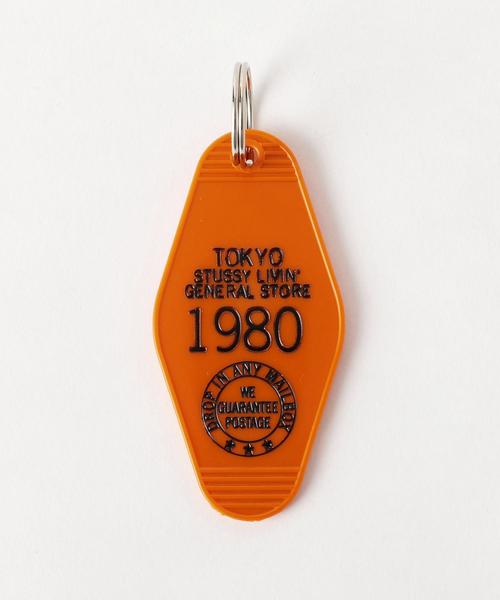 TOKYO
STUSSY LIVIN'
GENERAL STORE
1980
DROP IN ANY MAILBOX
WE
GUARANTEE
POSTAGE